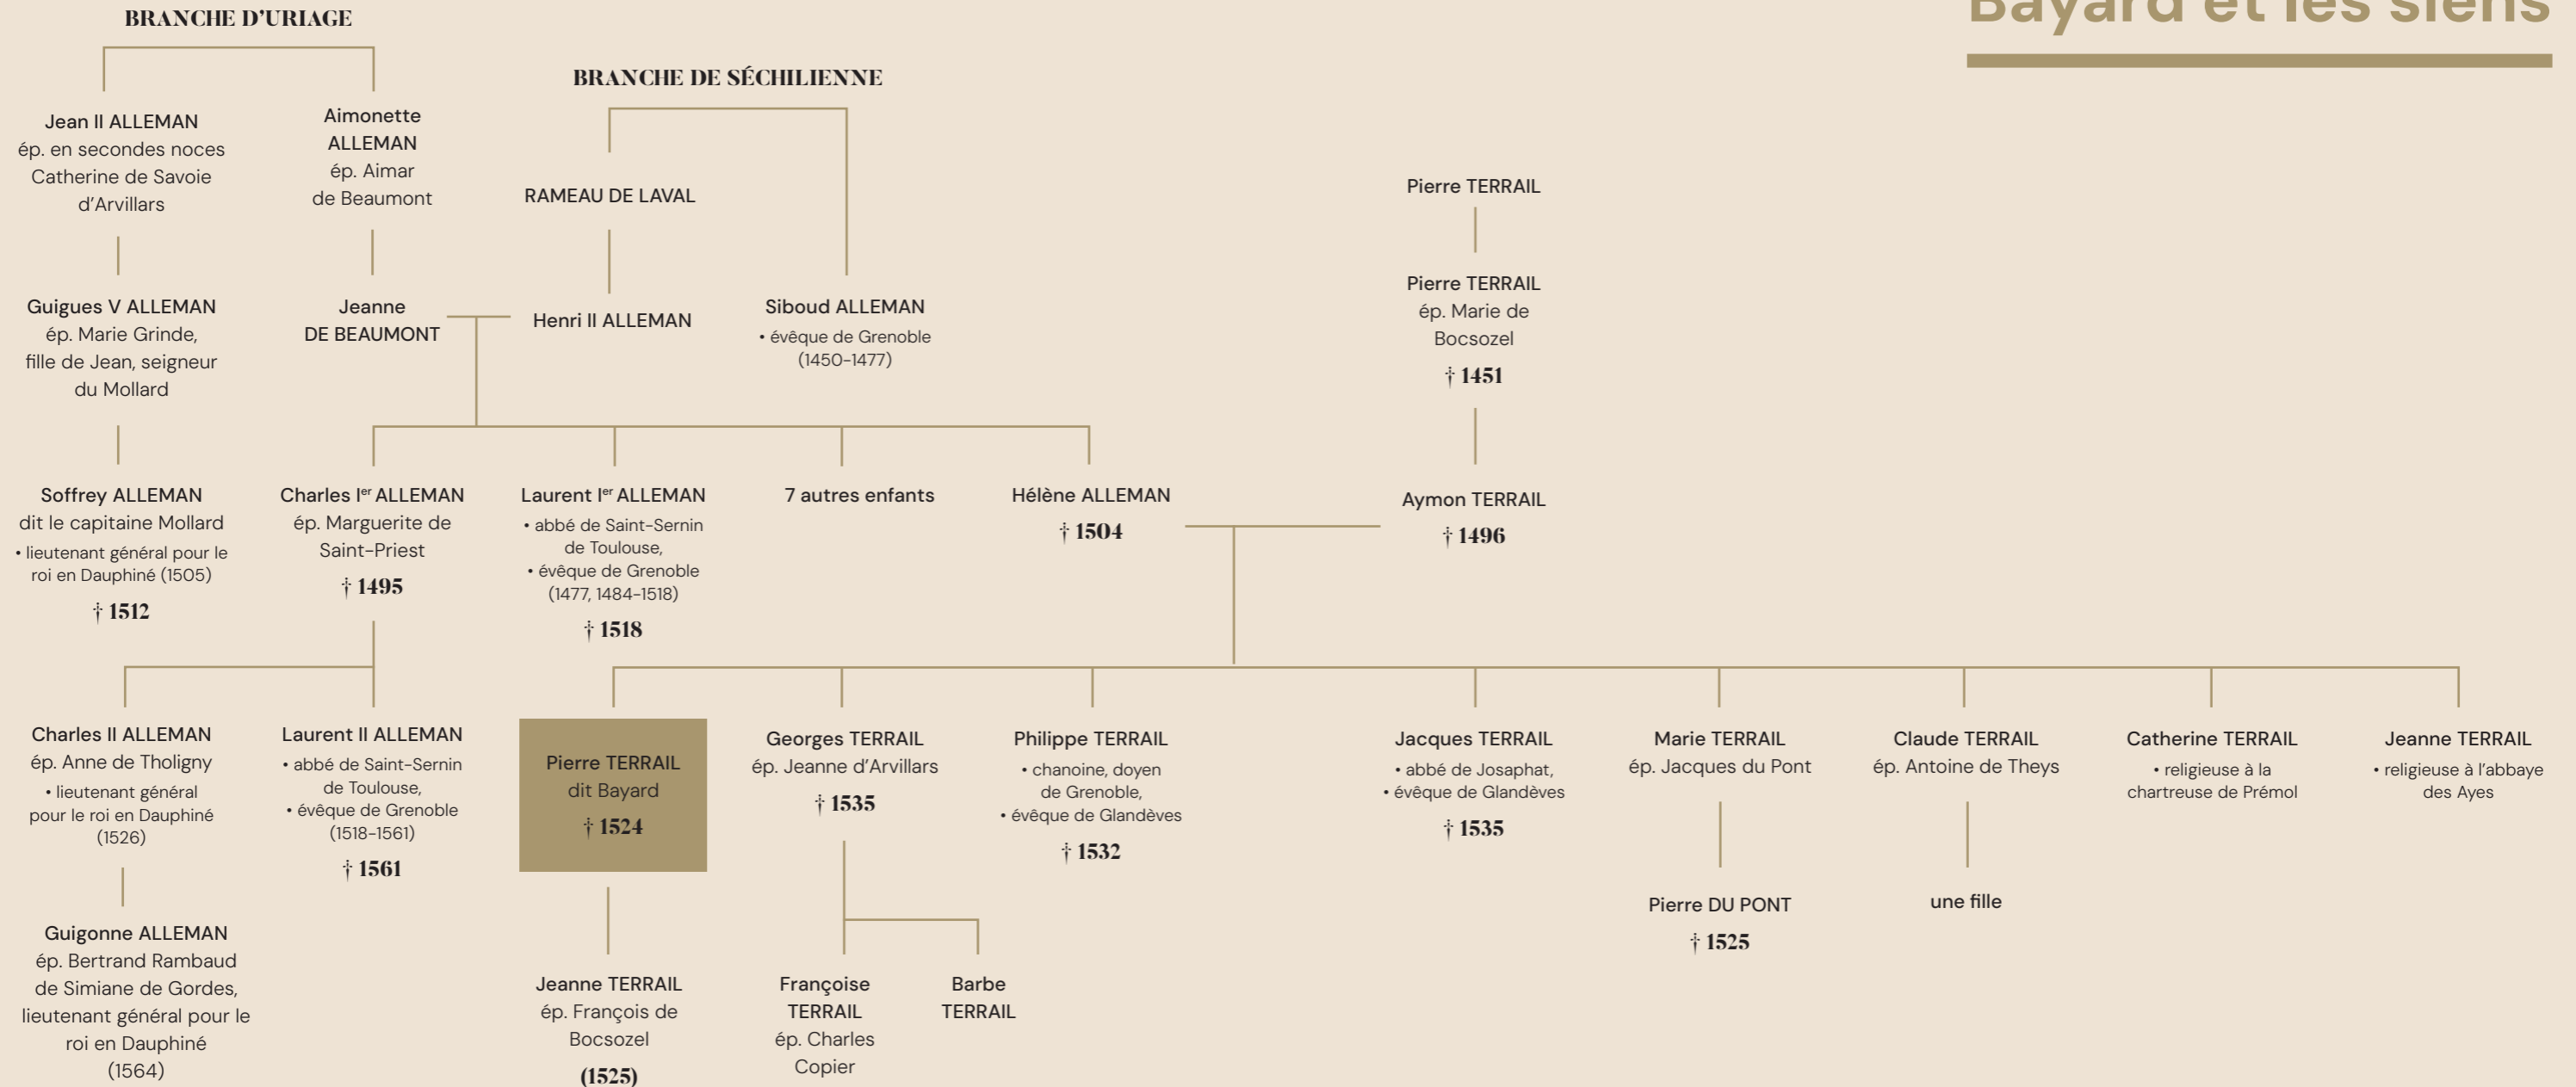 Bayard et les siens
BRANCHE D'URIAGE
BRANCHE DE SÉCHILIENNE
Jean II ALLEMAN
ép. en secondes noces
Catherine de Savoie
d'Arvillars
Aimonette
ALLEMAN
ép. Aimar
de Beaumont
RAMEAU DE LAVAL
Pierre TERRAIL
Guigues V ALLEMAN
ép. Marie Grinde,
fille de Jean, seigneur
du Mollard
Jeanne
DE BEAUMONT
Henri II ALLEMAN
Siboud ALLEMAN
• évêque de Grenoble
(1450-1477)
Pierre TERRAIL
ép. Marie de
Bocsozel
† 1451
Soffrey ALLEMAN
dit le capitaine Mollard
• lieutenant général pour le
roi en Dauphiné (1505)
† 1512
Charles Ier ALLEMAN
ép. Marguerite de
Saint-Priest
† 1495
Laurent Ier ALLEMAN
• abbé de Saint-Sernin
de Toulouse,
• évêque de Grenoble
(1477, 1484-1518)
† 1518
7 autres enfants
Hélène ALLEMAN
† 1504
Aymon TERRAIL
† 1496
Charles II ALLEMAN
ép. Anne de Tholigny
• lieutenant général
pour le roi en Dauphiné
(1526)
Laurent II ALLEMAN
• abbé de Saint-Sernin
de Toulouse,
• évêque de Grenoble
(1518-1561)
† 1561
Pierre TERRAIL
dit Bayard
† 1524
Georges TERRAIL
ép. Jeanne d'Arvillars
† 1535
Philippe TERRAIL
• chanoine, doyen
de Grenoble,
• évêque de Glandèves
† 1532
Jacques TERRAIL
• abbé de Josaphat,
• évêque de Glandèves
† 1535
Marie TERRAIL
ép. Jacques du Pont
Claude TERRAIL
ép. Antoine de Theys
Catherine TERRAIL
• religieuse à la
chartreuse de Prémol
Jeanne TERRAIL
• religieuse à l'abbaye
des Ayes
Guigonne ALLEMAN
ép. Bertrand Rambaud
de Simiane de Gordes,
lieutenant général pour le
roi en Dauphiné
(1564)
Jeanne TERRAIL
ép. François de
Bocsozel
(1525)
Françoise
TERRAIL
ép. Charles
Copier
Barbe
TERRAIL
Pierre DU PONT
† 1525
une fille